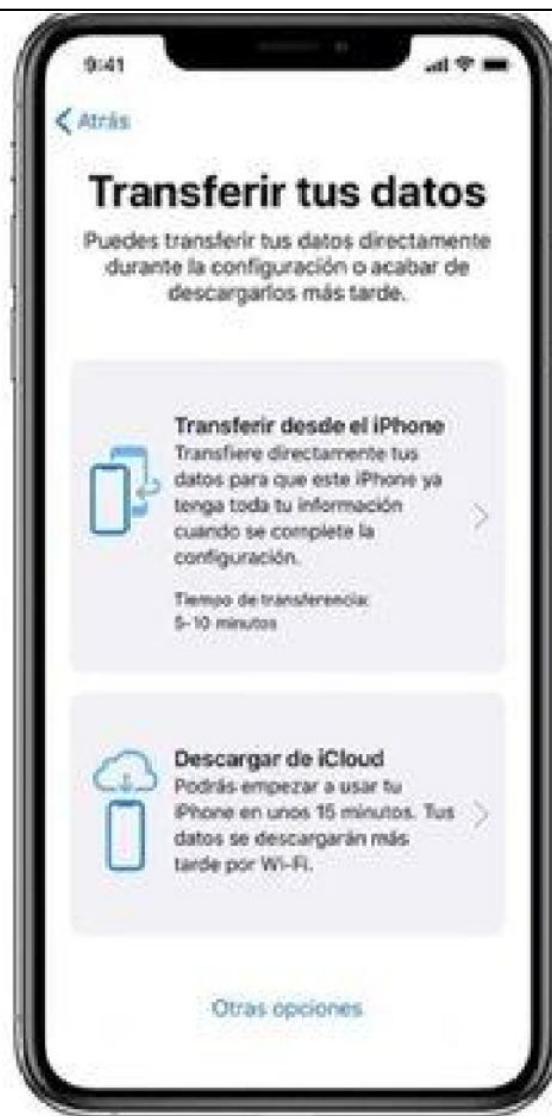 9:41
Atrás
Transferir tus datos
Puedes transferir tus datos directamente
durante la configuración o acabar de
descargarlos más tarde.
Transferir desde el iPhone
Transfiere directamente tus
datos para que este iPhone ya
tenga toda tu información
cuando se complete la
configuración.
Tiempo de transferencia:
5-10 minutos
Descargar de iCloud
Podrás empezar a usar tu
iPhone en unos 15 minutos. Tus
datos se descargarán más
tarde por Wi-Fi.
Otras opciones